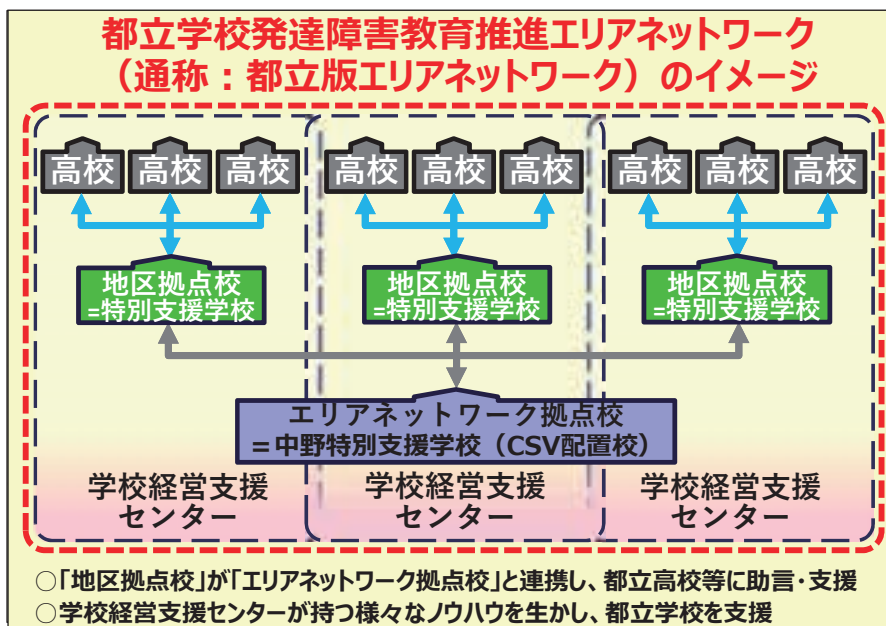 都立学校発達障害教育推進エリアネットワーク
（通称：都立版エリアネットワーク）のイメージ
高校 高校 高校 高校 高校 高校 高校 高校 高校
地区拠点校
=特別支援学校
地区拠点校
=特別支援学校
地区拠点校
=特別支援学校
エリアネットワーク拠点校
＝中野特別支援学校（CSV配置校）
学校経営支援
センター
学校経営支援
センター
学校経営支援
センター
○「地区拠点校」が「エリアネットワーク拠点校」と連携し、都立高校等に助言・支援
○学校経営支援センターが持つ様々なノウハウを生かし、都立学校を支援